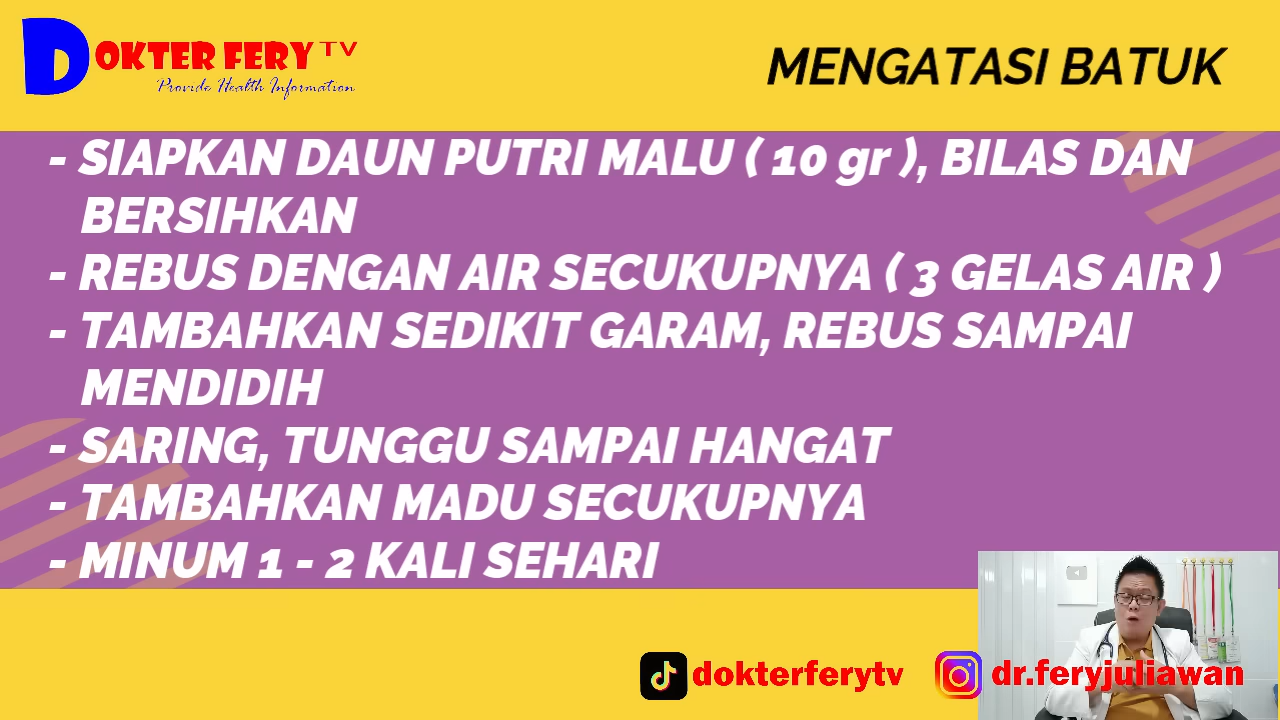 DOKTER FERY TV
Provide Health Information
MENGATASI BATUK
- SIAPKAN DAUN PUTRI MALU ( 10 gr ), BILAS DAN
BERSIHKAN
- REBUS DENGAN AIR SECUKUPNYA ( 3 GELAS AIR )
- TAMBAHKAN SEDIKIT GARAM, REBUS SAMPAI
MENDIDIH
- SARING, TUNGGU SAMPAI HANGAT
- TAMBAHKAN MADU SECUKUPNYA
- MINUM 1 - 2 KALI SEHARI
dokterferytv
dr.feryjuliawan